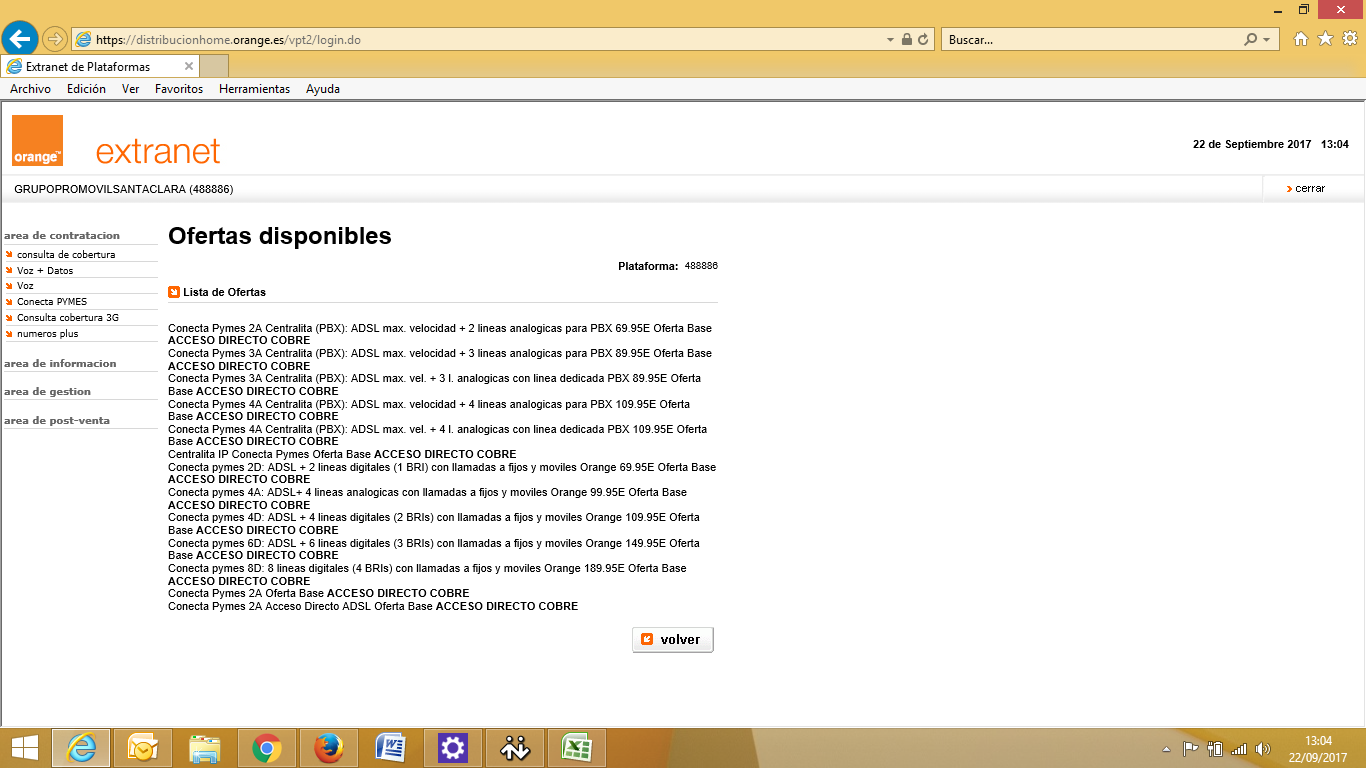 https://distribucionhome.orange.es/vpt2/login.do
Buscar...
Extranet de Plataformas
Archivo Edición Ver Favoritos Herramientas Ayuda
orange™
extranet
22 de Septiembre 2017 13:04
GRUPOPROMOVILSANTACLARA (488886)
cerrar
area de contratacion
consulta de cobertura
Voz + Datos
Voz
Conecta PYMES
Consulta cobertura 3G
numeros plus
area de informacion
area de gestion
area de post-venta
Ofertas disponibles
Plataforma: 488886
Lista de Ofertas
Conecta Pymes 2A Centralita (PBX): ADSL max. velocidad + 2 lineas analogicas para PBX 69.95E Oferta Base
ACCESO DIRECTO COBRE
Conecta Pymes 3A Centralita (PBX): ADSL max. velocidad + 3 lineas analogicas para PBX 89.95E Oferta Base
ACCESO DIRECTO COBRE
Conecta Pymes 3A Centralita (PBX): ADSL max. vel. + 3 l. analogicas con linea dedicada PBX 89.95E Oferta
Base ACCESO DIRECTO COBRE
Conecta Pymes 4A Centralita (PBX): ADSL max. velocidad + 4 lineas analogicas para PBX 109.95E Oferta
Base ACCESO DIRECTO COBRE
Conecta Pymes 4A Centralita (PBX): ADSL max. vel. + 4 l. analogicas con linea dedicada PBX 109.95E Oferta
Base ACCESO DIRECTO COBRE
Centralita IP Conecta Pymes Oferta Base ACCESO DIRECTO COBRE
Conecta pymes 2D: ADSL + 2 lineas digitales (1 BRI) con llamadas a fijos y moviles Orange 69.95E Oferta Base
ACCESO DIRECTO COBRE
Conecta pymes 4A: ADSL+ 4 lineas analogicas con llamadas a fijos y moviles Orange 99.95E Oferta Base
ACCESO DIRECTO COBRE
Conecta pymes 4D: ADSL + 4 lineas digitales (2 BRIs) con llamadas a fijos y moviles Orange 109.95E Oferta
Base ACCESO DIRECTO COBRE
Conecta pymes 6D: ADSL + 6 lineas digitales (3 BRIs) con llamadas a fijos y moviles Orange 149.95E Oferta
Base ACCESO DIRECTO COBRE
Conecta pymes 8D: 8 lineas digitales (4 BRIs) con llamadas a fijos y moviles Orange 189.95E Oferta Base
ACCESO DIRECTO COBRE
Conecta Pymes 2A Oferta Base ACCESO DIRECTO COBRE
Conecta Pymes 2A Acceso Directo ADSL Oferta Base ACCESO DIRECTO COBRE
volver
13:04
22/09/2017